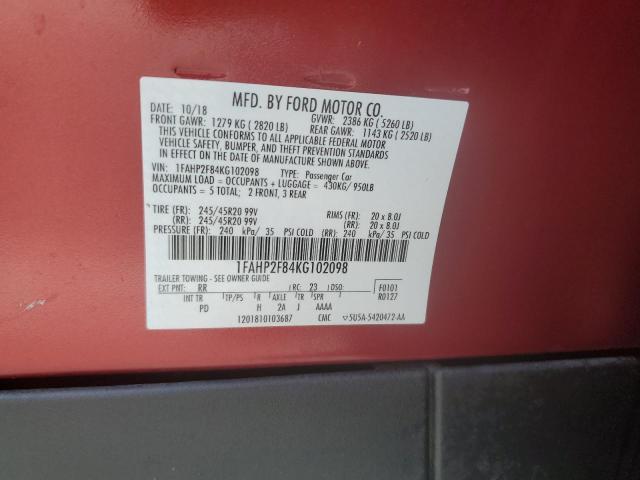 MFD. BY FORD MOTOR CO.
DATE: 10/18 GVWR: 2386 KG ( 5260 LB)
FRONT GAWR: 1279 KG ( 2820 LB) REAR GAWR: 1143 KG ( 2520 LB)
THIS VEHICLE CONFORMS TO ALL APPLICABLE FEDERAL MOTOR
VEHICLE SAFETY, BUMPER, AND THEFT PREVENTION STANDARDS
IN EFFECT ON THE DATE OF MANUFACTURE SHOWN ABOVE.
VIN: 1FAHP2F84KG102098 TYPE: Passenger Car
MAXIMUM LOAD = OCCUPANTS + LUGGAGE = 430KG/ 950LB
OCCUPANTS = 5 TOTAL; 2 FRONT, 3 REAR
TIRE (FR): 245/45R20 99V RIMS (FR): 20 x 8.0J
(RR): 245/45R20 99V (RR): 20 x 8.0J
PRESSURE (FR): 240 kPa/ 35 PSI COLD (RR): 240 kPa/ 35 PSI COLD
1FAHP2F84KG102098
TRAILER TOWING - SEE OWNER GUIDE
EXT PNT: RR RC: 23 DSO: F0101
INT TR TP/PS R AXLE TR SPR R0127
PD H 2A J AAAA
1201810103687 CMC 5U5A-5420472-AA